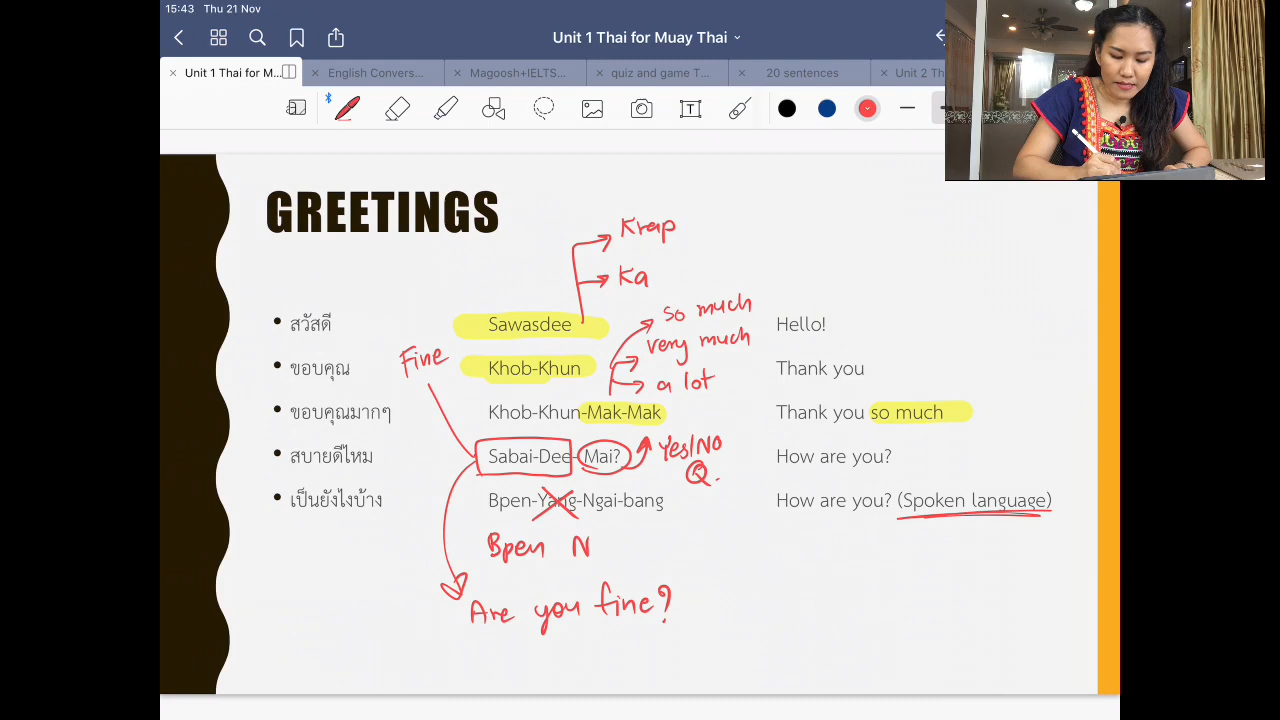 15:43 Thu 21 Nov
Unit 1 Thai for Muay Thai
Unit 1 Thai for M... English Convers... Magoosh+IELTS... quiz and game T... 20 sentences Unit 2 Th
T
GREETINGS
Krap
Ka
so much
very much
a lot
Fine
• สวัสดี Sawasdee Hello!
• ขอบคุณ Khob-Khun Thank you
• ขอบคุณมากๆ Khob-Khun-Mak-Mak Thank you so much
• สบายดีไหม Sabai-Dee- Mai? How are you?
Yes/NO
Q.
• เป็นยังไงบ้าง Bpen-Yang-Ngai-bang How are you? (Spoken language)
Bpen N
Are you fine?